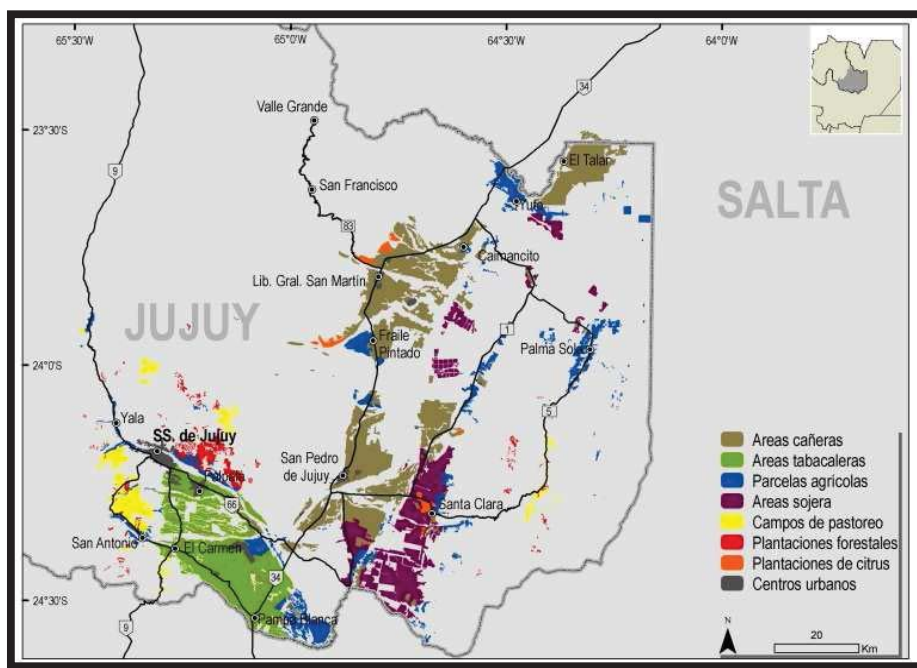 65°30'W
65°0'W
64°30'W
64°0'W
34
Valle Grande
23°30'S
El Talar
9
San Francisco
Yuto
SALTA
83
Caimancito
Lib. Gral. San Martín
JUJUY
1
Fraile
Pintado
Palma Sola
24°0'S
5
Yala
SS. de Jujuy
Areas cañeras
Areas tabacaleras
San Pedro
de Jujuy
Parcelas agrícolas
Palpalá
Santa Clara
Areas sojera
66
Campos de pastoreo
San Antonio
El Carmen
Plantaciones forestales
Plantaciones de citrus
34
Centros urbanos
24°30'S
Pampa Blanca
9
N
20
Km